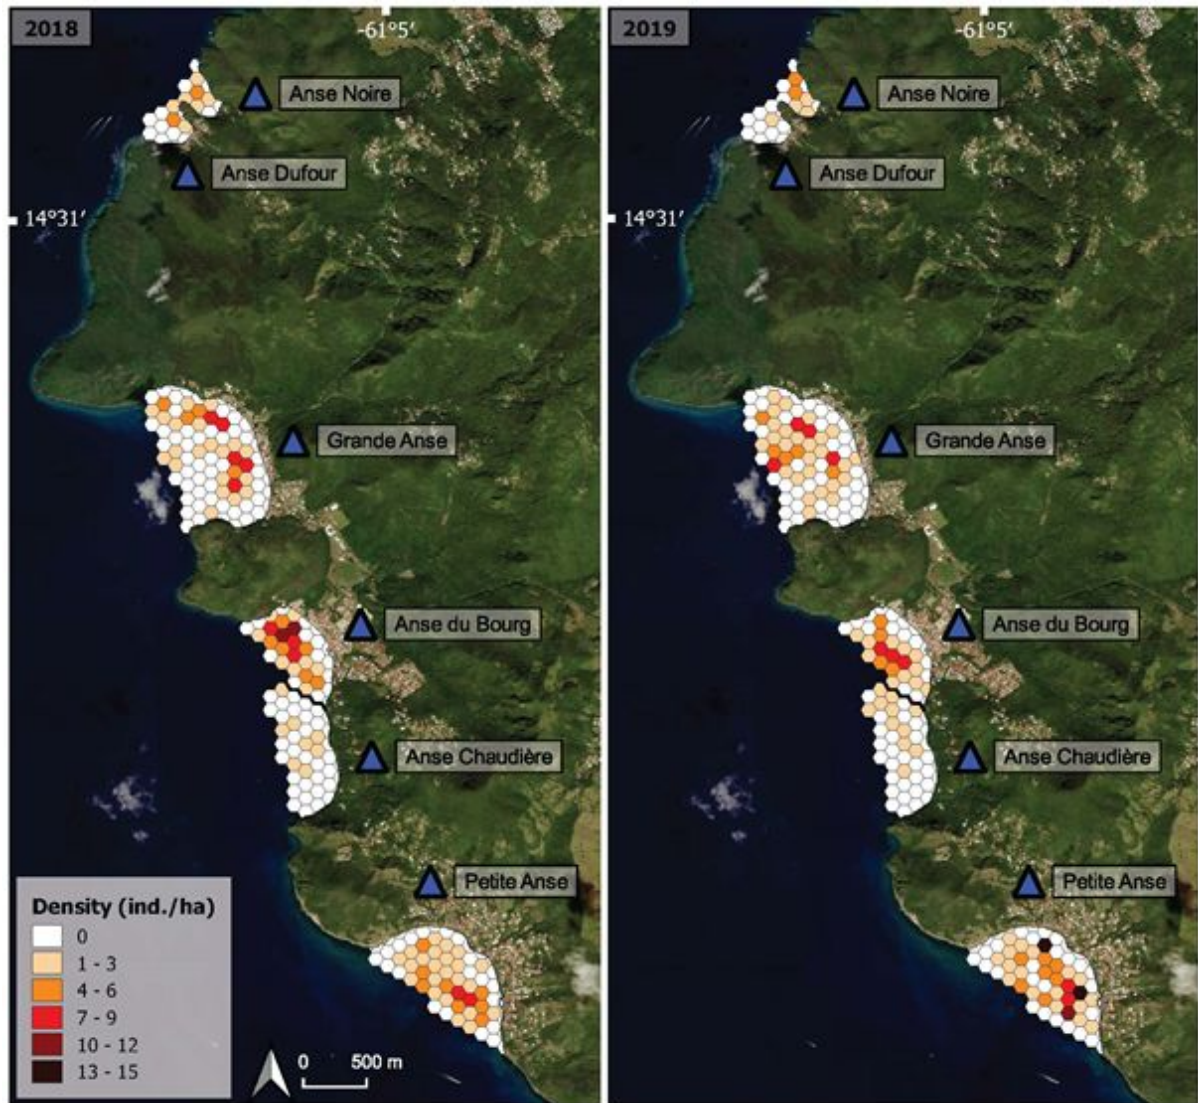 2018
-61°5′
Anse Noire
Anse Dufour
14°31′
Grande Anse
Anse du Bourg
Anse Chaudière
Petite Anse
Density (ind./ha)
0
1 - 3
4 - 6
7 - 9
10 - 12
13 - 15
0 500 m
2019
-61°5′
Anse Noire
Anse Dufour
14°31′
Grande Anse
Anse du Bourg
Anse Chaudière
Petite Anse